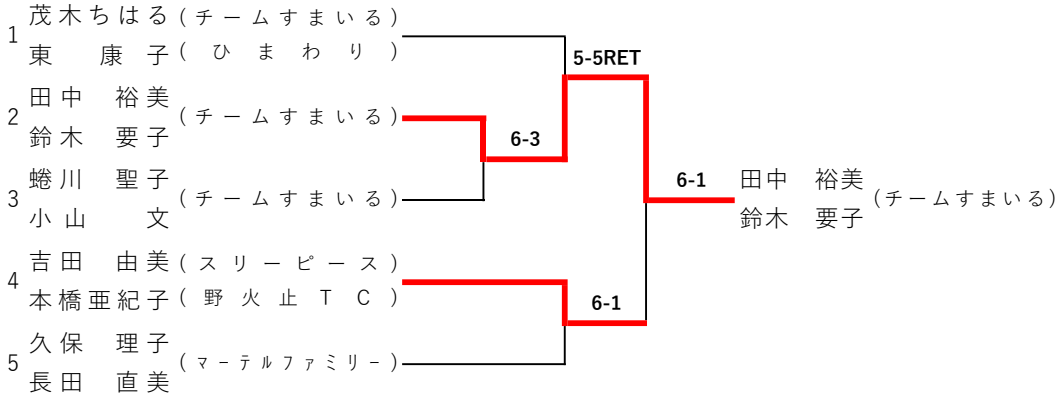 1 茂木ちはる (チームすまいる)
東　康子 (ひまわり)
5-5RET
2 田中　裕美 (チームすまいる)
鈴木　要子
6-3
3 蜷川　聖子 (チームすまいる)
小山　文
6-1 田中　裕美 (チームすまいる)
鈴木　要子
4 吉田　由美 (スリーピース)
本橋亜紀子 (野火止TC)
6-1
5 久保　理子 (マーテルファミリー)
長田　直美